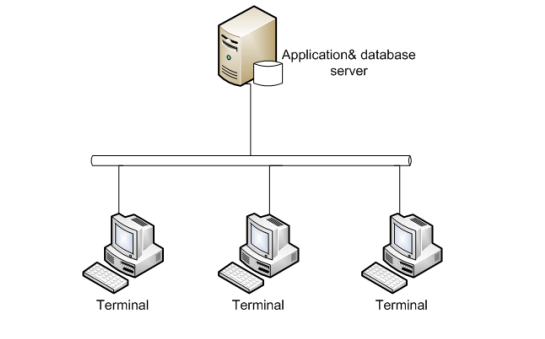 Application& database
server
Terminal
Terminal
Terminal